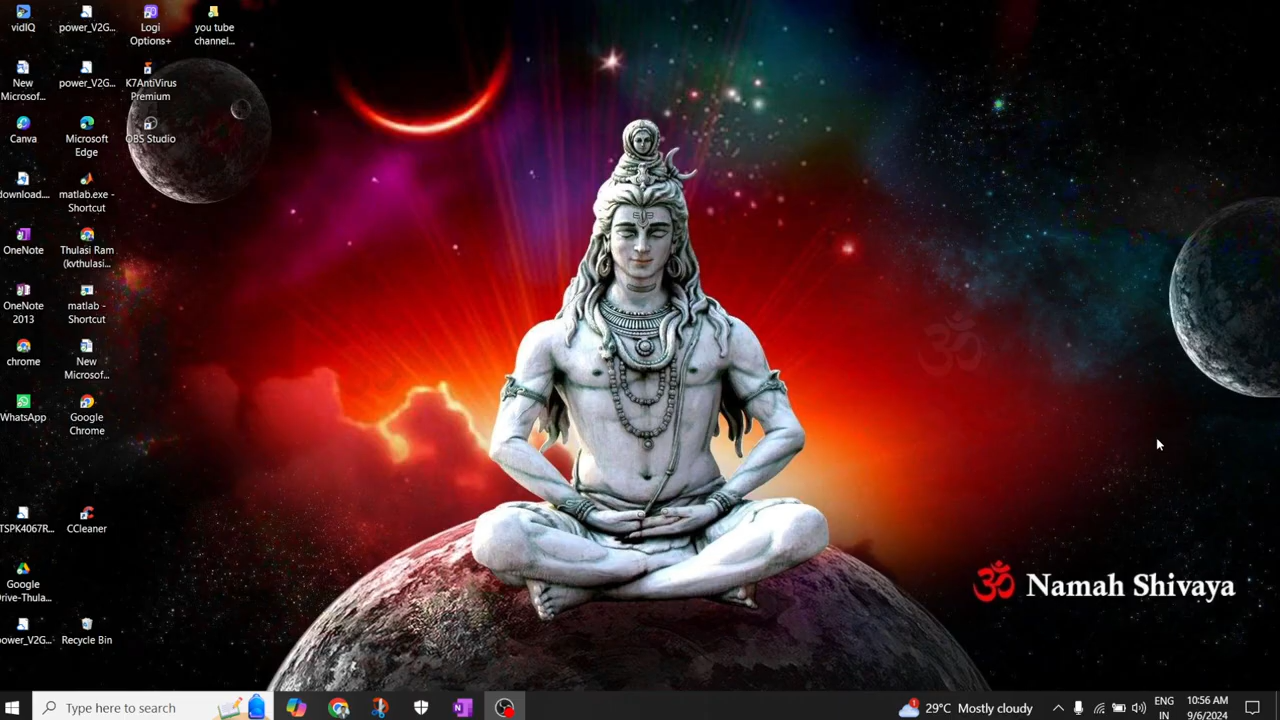 vidIQ
power_V2G...
Logi
Options+
you tube
channel...
New
Microsof...
power_V2G...
K7AntiVirus
Premium
Canva
Microsoft
Edge
OBS Studio
download....
matlab.exe -
Shortcut
OneNote
Thulasi Ram
(kvthulasi...
OneNote
2013
matlab -
Shortcut
chrome
New
Microsof...
WhatsApp
Google
Chrome
TSPK4067R...
CCleaner
Google
Drive-Thula...
power_V2G...
Recycle Bin
ॐ
ॐ Namah Shivaya
Type here to search
1
29°C Mostly cloudy
ENG
IN
10:56 AM
9/6/2024